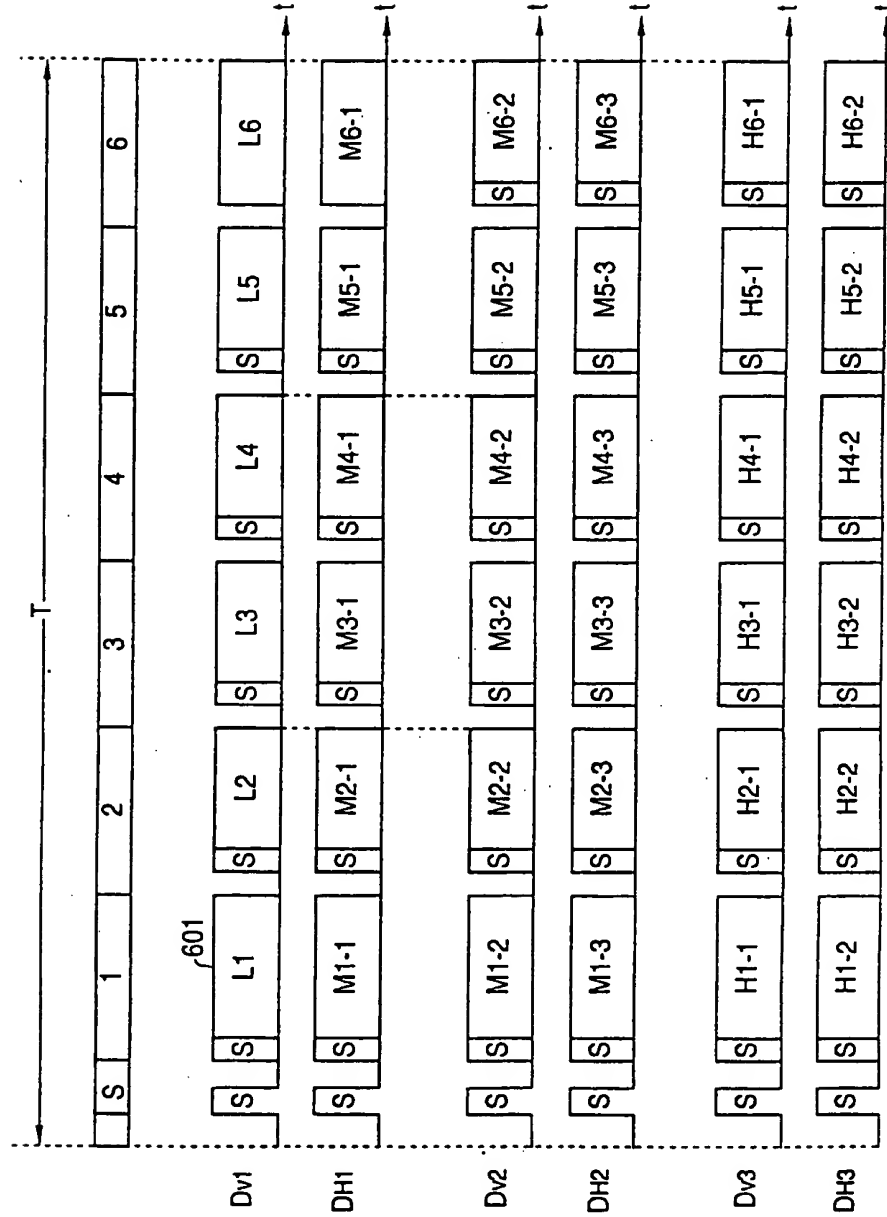 T
S 1 2 3 4 5 6
601
Dv1 S S L1 S L2 S L3 S L4 S L5 L6 t
DH1 S S M1-1 S M2-1 S M3-1 S M4-1 S M5-1 M6-1 t
Dv2 S S M1-2 S M2-2 S M3-2 S M4-2 S M5-2 S M6-2 t
DH2 S S M1-3 S M2-3 S M3-3 S M4-3 S M5-3 S M6-3 t
Dv3 S S H1-1 S H2-1 S H3-1 S H4-1 S H5-1 S H6-1 t
DH3 S S H1-2 S H2-2 S H3-2 S H4-2 S H5-2 S H6-2 t